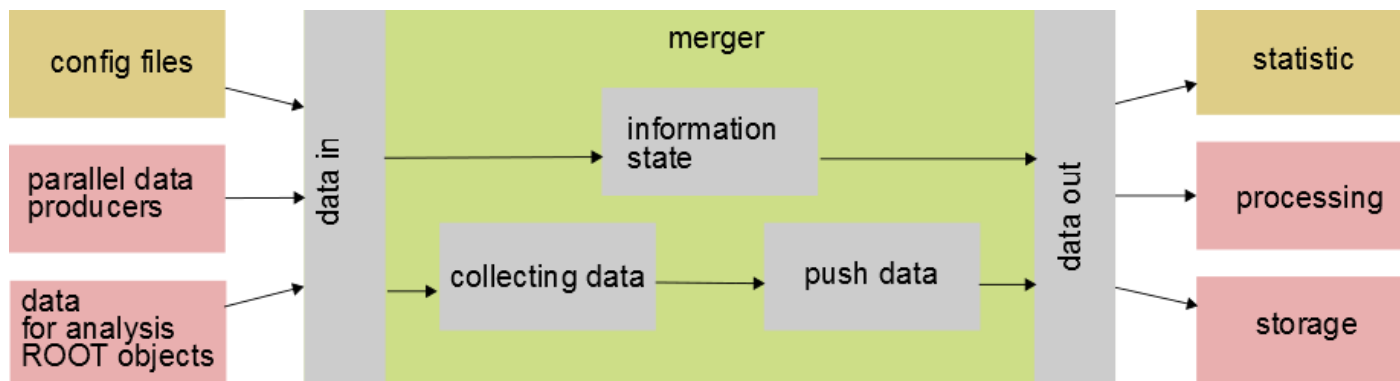 config files
parallel data
producers
data
for analysis
ROOT objects
data in
merger
information
state
collecting data
push data
data out
statistic
processing
storage